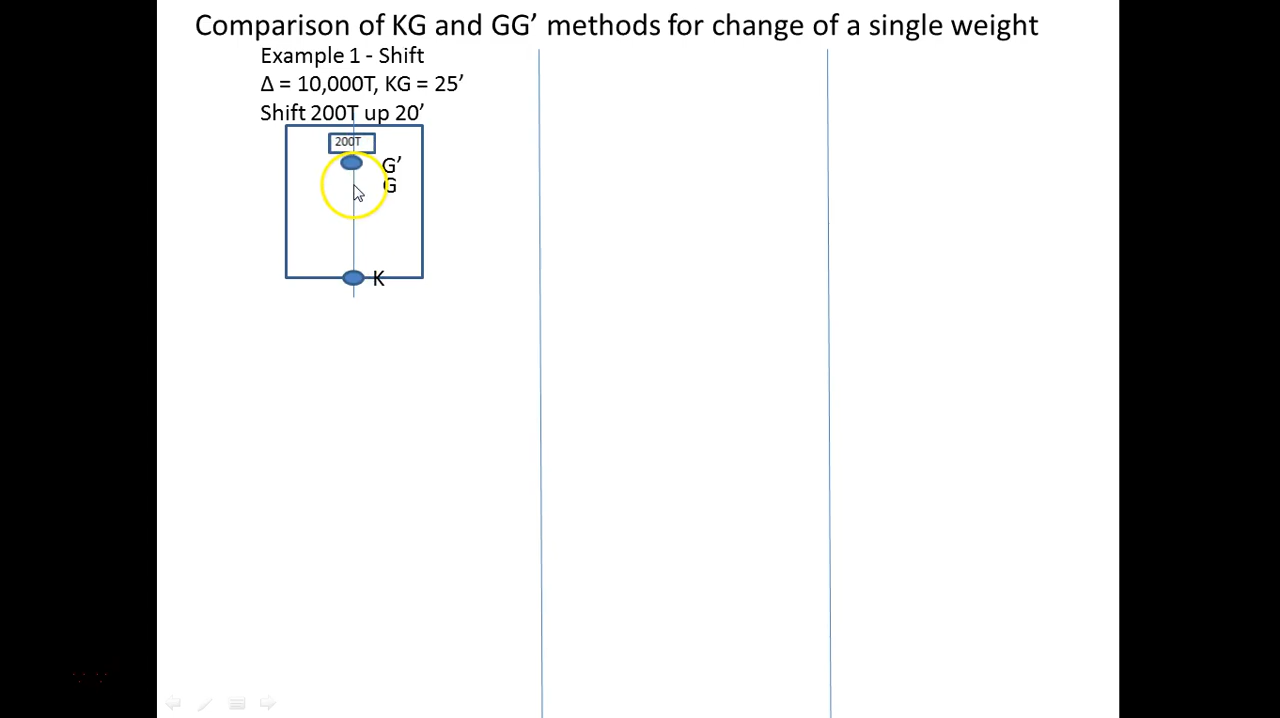 Comparison of KG and GG’ methods for change of a single weight
Example 1 - Shift
Δ = 10,000T, KG = 25’
Shift 200T up 20’
200T
G’
G
K